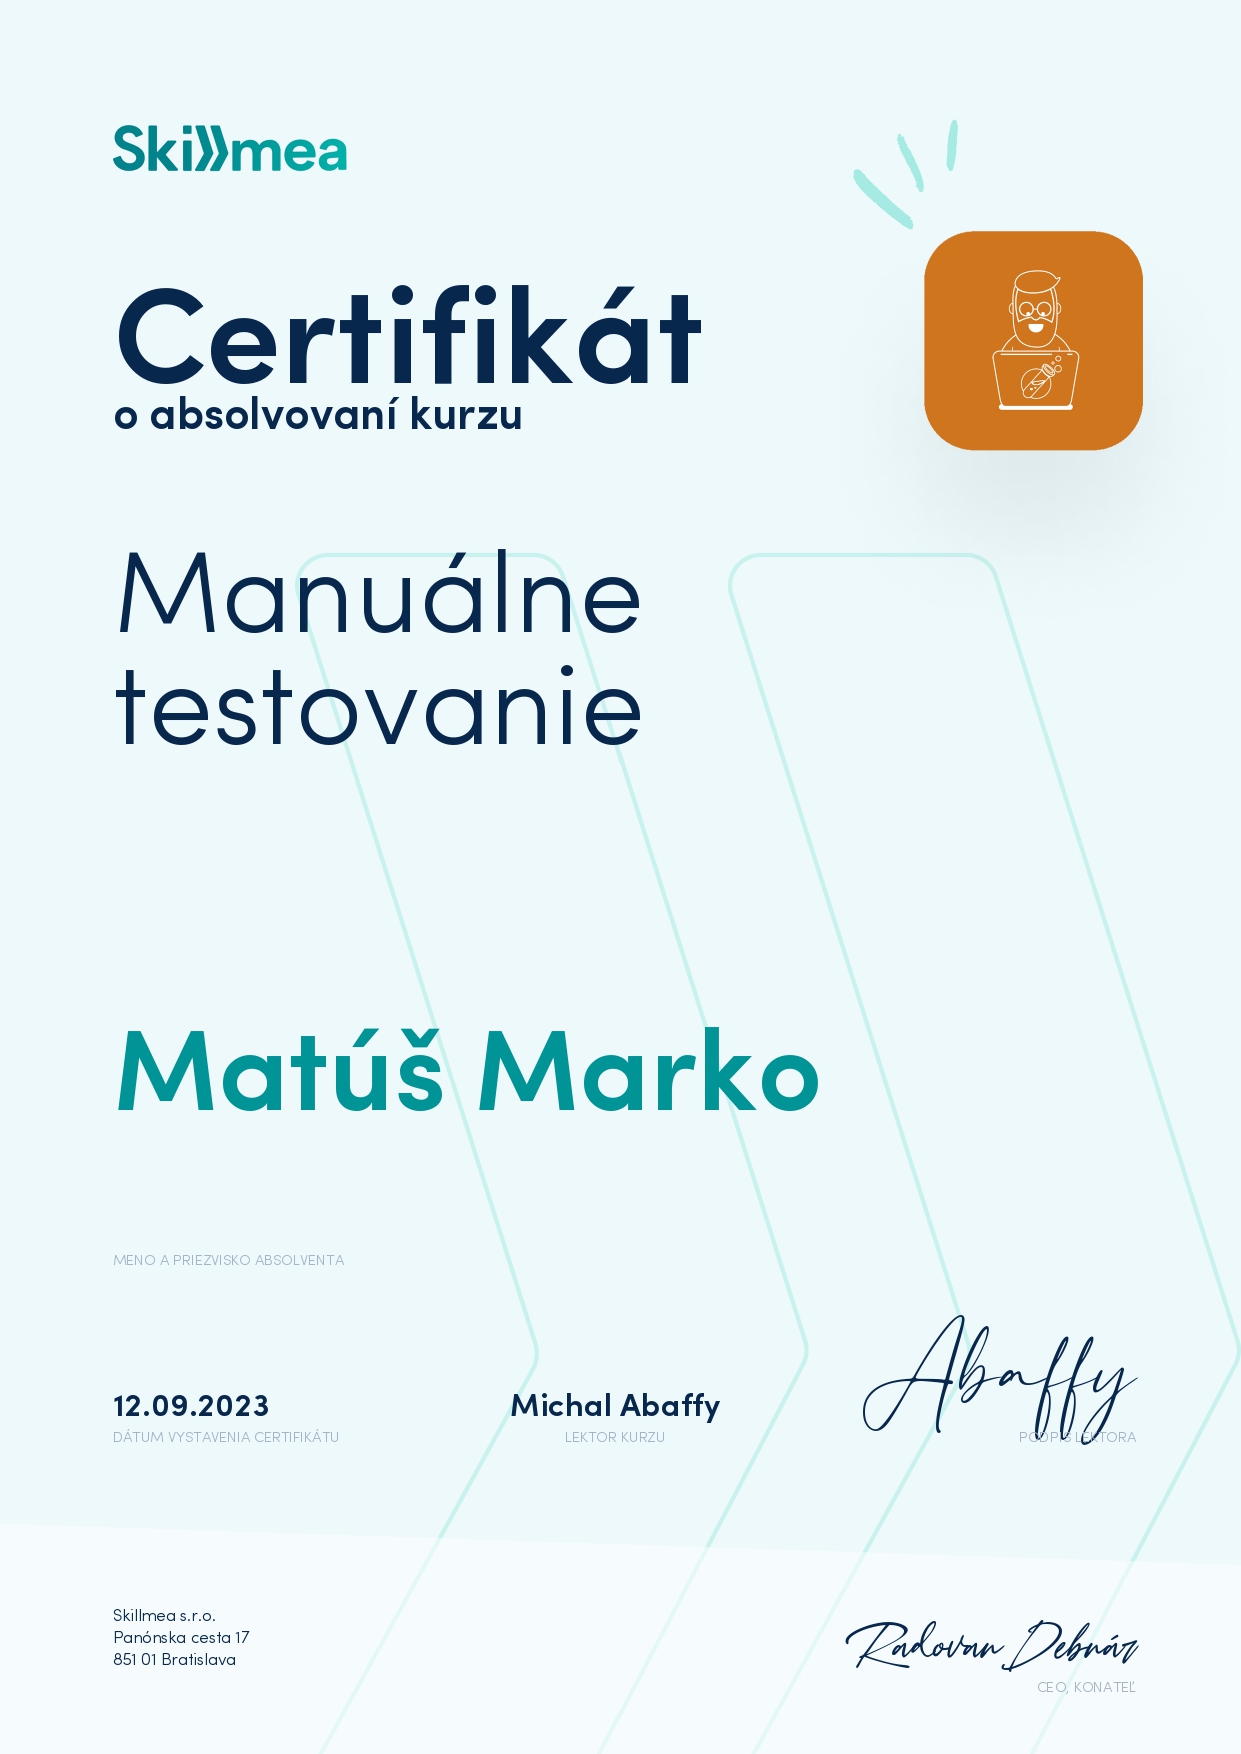 Skillmea
Certifikát
o absolvovaní kurzu
Manuálne
testovanie
Matúš Marko
MENO A PRIEZVISKO ABSOLVENTA
12.09.2023
DÁTUM VYSTAVENIA CERTIFIKÁTU
Michal Abaffy
LEKTOR KURZU
Abaffy
PODPIS LEKTORA
Skillmea s.r.o.
Panónska cesta 17
851 01 Bratislava
Radovan Debnár
CEO, KONATEĽ